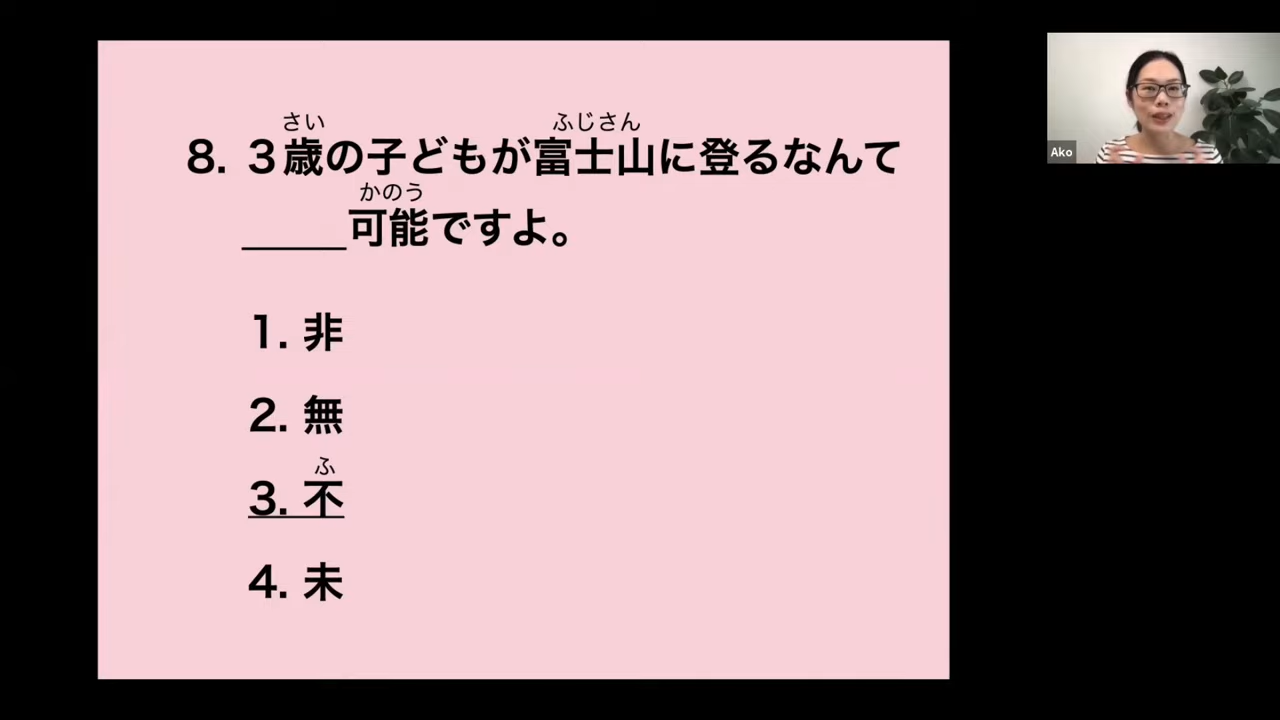 さい ふじさん
8. 3歳の子どもが富士山に登るなんて
かのう
_____可能ですよ。
1. 非
2. 無
ふ
3. 不
4. 未
Ako